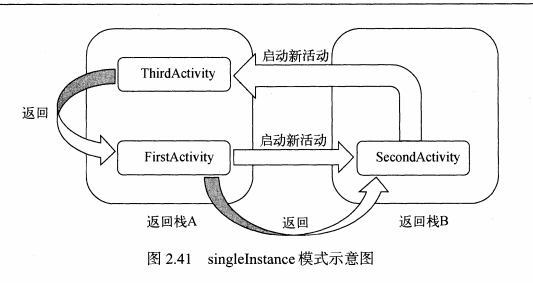 启动新活动
ThirdActivity
返回
启动新活动
FirstActivity
SecondActivity
返回栈A
返回
返回栈B
图 2.41 singleInstance 模式示意图